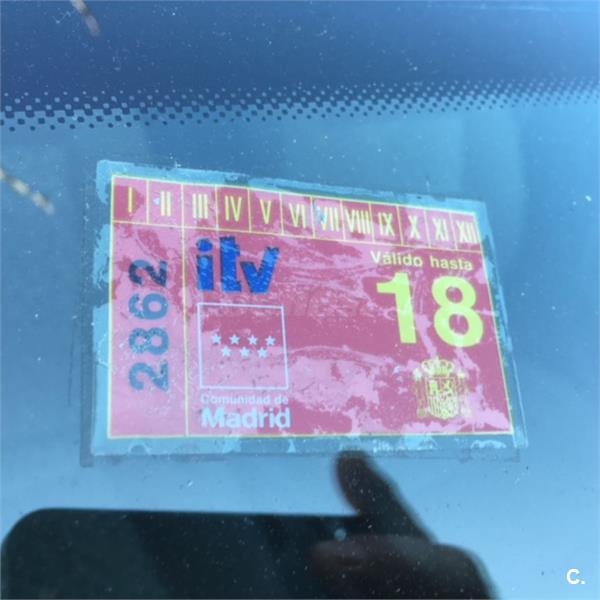 I II III IV V VI VII VIII IX X XI XII
2862
itv
Válido hasta
18
Comunidad de
Madrid
C.